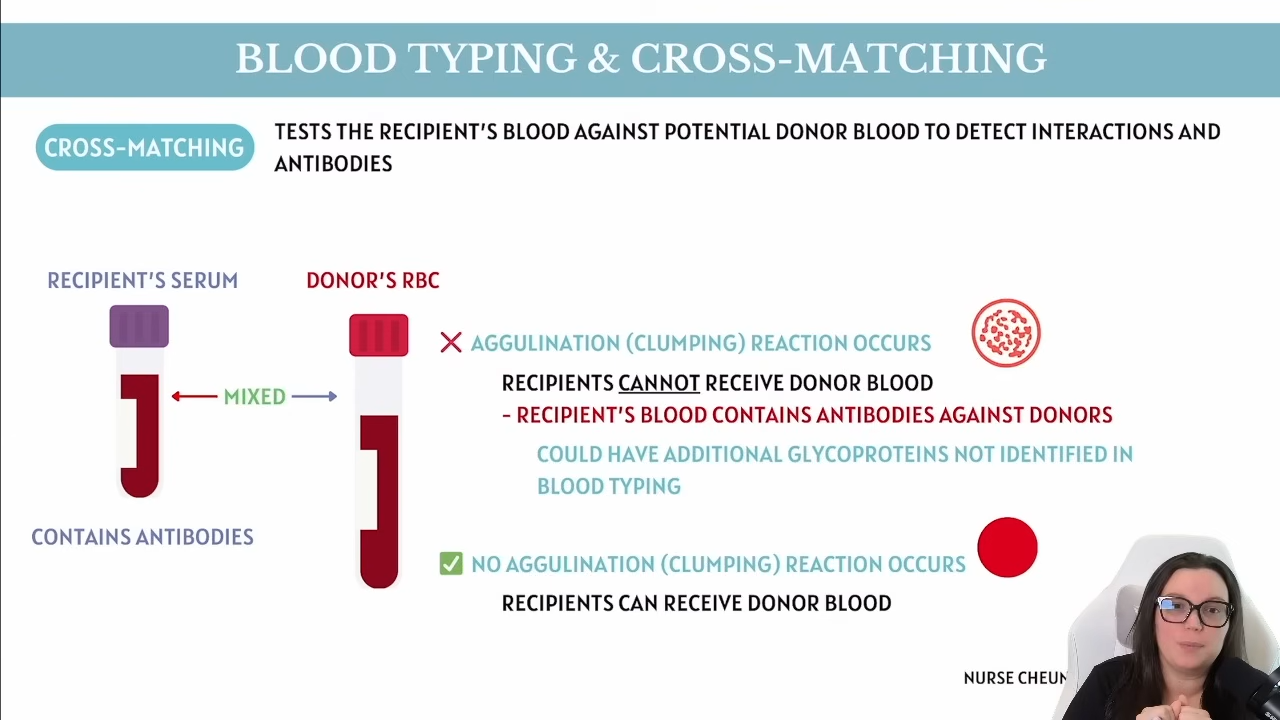 BLOOD TYPING & CROSS-MATCHING
CROSS-MATCHING
TESTS THE RECIPIENT'S BLOOD AGAINST POTENTIAL DONOR BLOOD TO DETECT INTERACTIONS AND
ANTIBODIES
RECIPIENT'S SERUM
DONOR'S RBC
MIXED
CONTAINS ANTIBODIES
AGGULINATION (CLUMPING) REACTION OCCURS
RECIPIENTS CANNOT RECEIVE DONOR BLOOD
- RECIPIENT'S BLOOD CONTAINS ANTIBODIES AGAINST DONORS
COULD HAVE ADDITIONAL GLYCOPROTEINS NOT IDENTIFIED IN
BLOOD TYPING
NO AGGULINATION (CLUMPING) REACTION OCCURS
RECIPIENTS CAN RECEIVE DONOR BLOOD
NURSE CHEUN